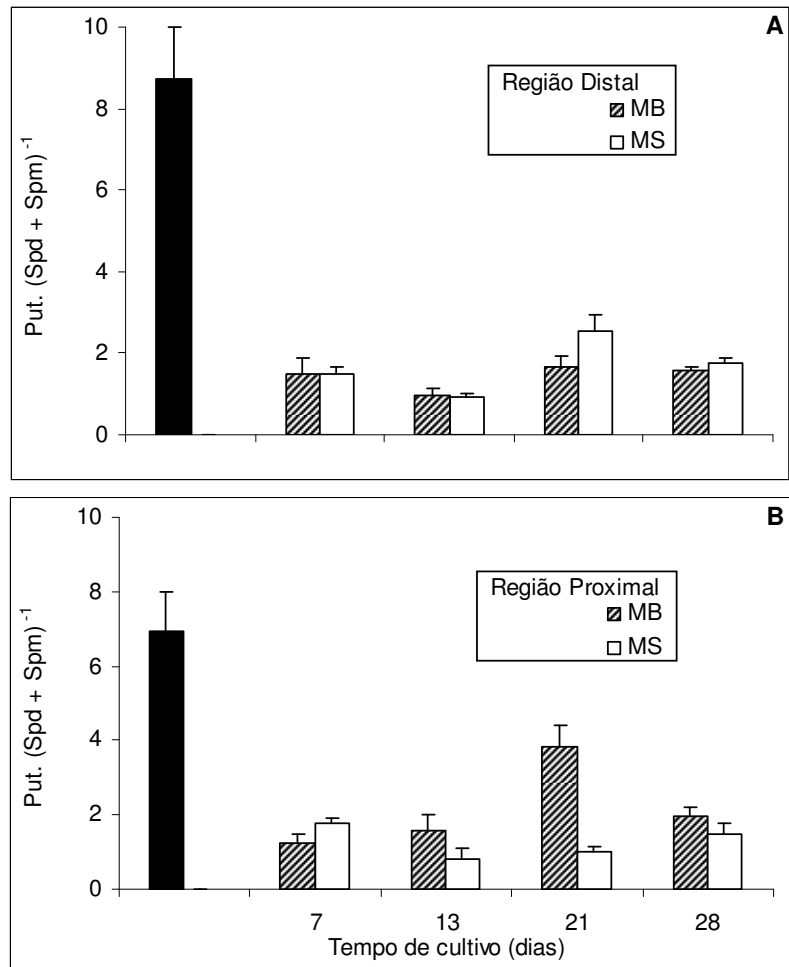 A
10
8
6
4
2
0
Put. (Spd + Spm) -1
Região Distal
MB
MS
B
10
8
6
4
2
0
Put. (Spd + Spm) -1
Região Proximal
MB
MS
7 13 21 28
Tempo de cultivo (dias)